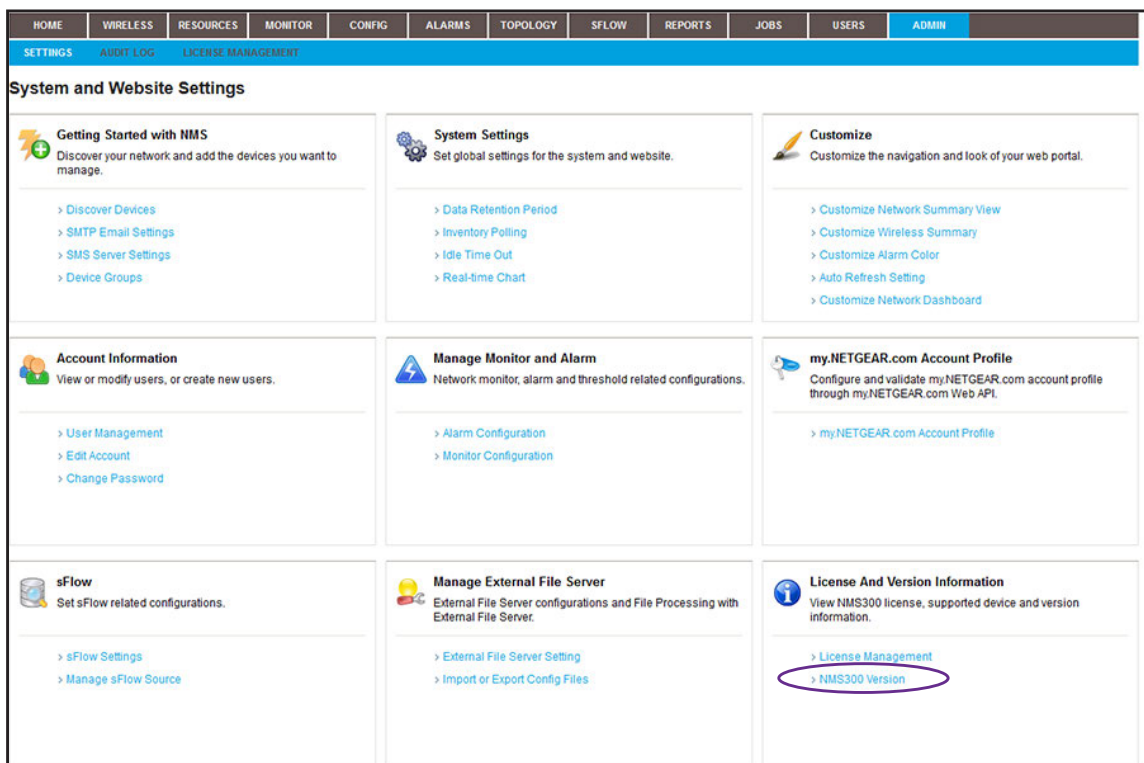 HOME WIRELESS RESOURCES MONITOR CONFIG ALARMS TOPOLOGY SFLOW REPORTS JOBS USERS ADMIN
SETTINGS AUDIT LOG LICENSE MANAGEMENT
System and Website Settings
Getting Started with NMS
Discover your network and add the devices you want to
manage.
> Discover Devices
> SMTP Email Settings
> SMS Server Settings
> Device Groups
System Settings
Set global settings for the system and website.
> Data Retention Period
> Inventory Polling
> Idle Time Out
> Real-time Chart
Customize
Customize the navigation and look of your web portal.
> Customize Network Summary View
> Customize Wireless Summary
> Customize Alarm Color
> Auto Refresh Setting
> Customize Network Dashboard
Account Information
View or modify users, or create new users.
> User Management
> Edit Account
> Change Password
Manage Monitor and Alarm
Network monitor, alarm and threshold related configurations.
> Alarm Configuration
> Monitor Configuration
my.NETGEAR.com Account Profile
Configure and validate my.NETGEAR.com account profile
through my.NETGEAR.com Web API.
> my.NETGEAR.com Account Profile
sFlow
Set sFlow related configurations.
> sFlow Settings
> Manage sFlow Source
Manage External File Server
External File Server configurations and File Processing with
External File Server.
> External File Server Setting
> Import or Export Config Files
License And Version Information
View NMS300 license, supported device and version
information.
> License Management
> NMS300 Version